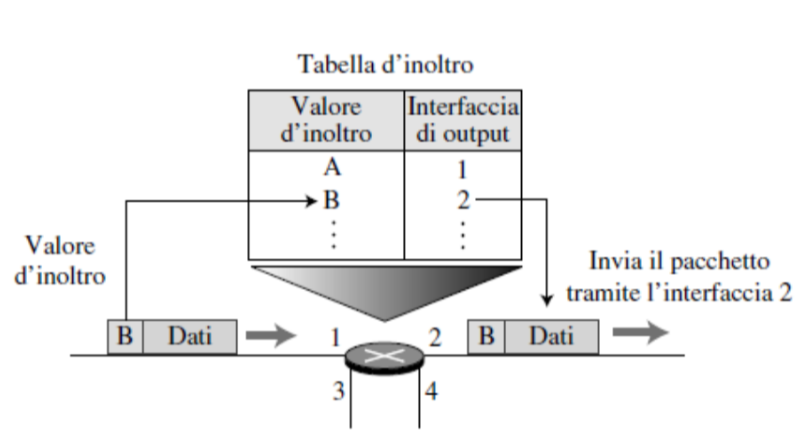 Tabella d'inoltro
Valore d'inoltro
Interfaccia di output
A 1
B 2
Valore d'inoltro
Invia il pacchetto
tramite l'interfaccia 2
B Dati
1 2
B Dati
3 4